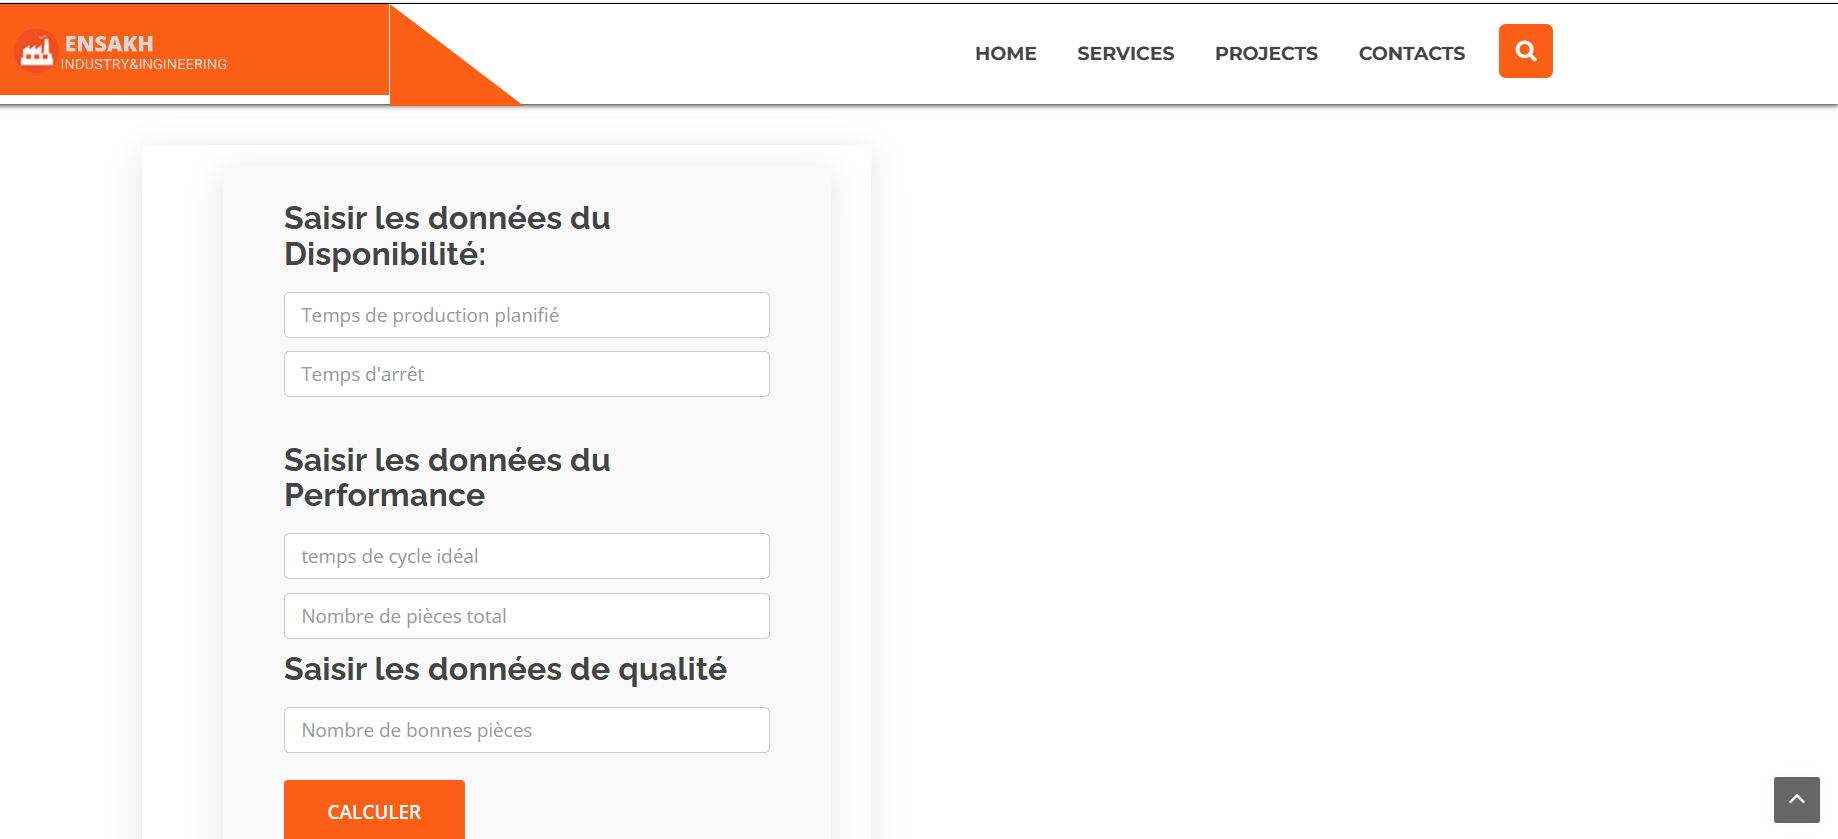 ENSAKH
INDUSTRY&INGINEERING
HOME SERVICES PROJECTS CONTACTS
Saisir les données du
Disponibilité:
Temps de production planifié
Temps d'arrêt
Saisir les données du
Performance
temps de cycle idéal
Nombre de pièces total
Saisir les données de qualité
Nombre de bonnes pièces
CALCULER